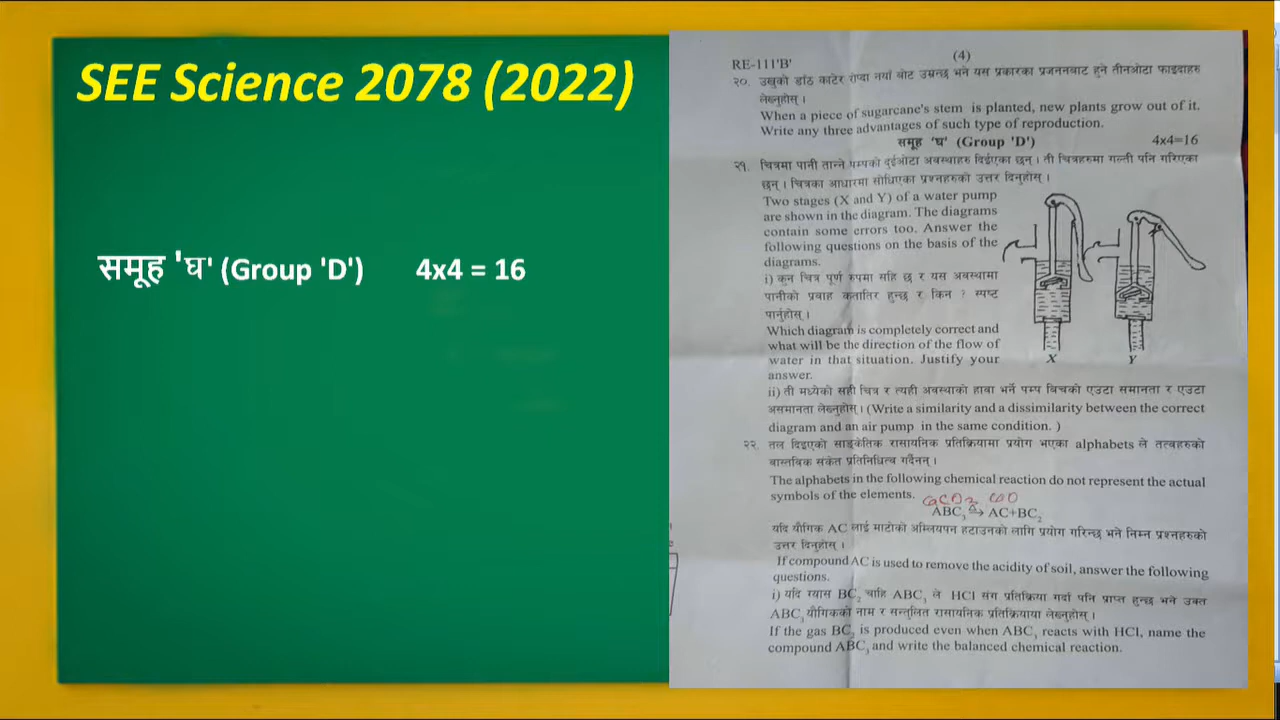 SEE Science 2078 (2022)
समूह 'घ' (Group 'D') 4x4 = 16
(4)
RE-111'B'
२०. उखुको डाँठ काटेर रोप्दा नयाँ बोट उम्रन्छ भने यस प्रकारका प्रजननबाट हुने तीनओटा फाइदाहरु
लेख्नुहोस् ।
When a piece of sugarcane's stem is planted, new plants grow out of it.
Write any three advantages of such type of reproduction.
समूह 'घ' (Group 'D') 4x4=16
२१. चित्रमा पानी तान्ने पम्पको दुईओटा अवस्थाहरु दिईएका छन् । ती चित्रहरुमा गल्ती पनि गरिएका
छन् । चित्रका आधारमा सोधिएका प्रश्नहरुको उत्तर दिनुहोस् ।
Two stages (X and Y) of a water pump
are shown in the diagram. The diagrams
contain some errors too. Answer the
following questions on the basis of the
diagrams.
i) कुन चित्र पूर्ण रुपमा सहि छ र यस अवस्थामा
पानीको प्रवाह कतातिर हुन्छ र किन ? स्पष्ट
पार्नुहोस् ।
Which diagram is completely correct and
what will be the direction of the flow of
water in that situation. Justify your
answer.
X Y
ii) ती मध्येको सही चित्र र त्यही अवस्थाको हावा भर्ने पम्प बिचको एउटा समानता र एउटा
असमानता लेख्नुहोस् । (Write a similarity and a dissimilarity between the correct
diagram and an air pump in the same condition. )
२२. तल दिइएको साङ्केतिक रासायनिक प्रतिक्रियामा प्रयोग भएका alphabets ले तत्वहरुको
वास्तविक संकेत प्रतिनिधित्व गर्दैनन् ।
The alphabets in the following chemical reaction do not represent the actual
symbols of the elements.
CaCO₃ CaO
ABC₃ →^Δ AC+BC₂
यदि यौगिक AC लाई माटोको अम्लियपन हटाउनको लागि प्रयोग गरिन्छ भने निम्न प्रश्नहरुको
उत्तर दिनुहोस् ।
If compound AC is used to remove the acidity of soil, answer the following
questions.
i) यदि ग्यास BC₂ चाहि ABC₃ ले HCl संग प्रतिक्रिया गर्दा पनि प्राप्त हुन्छ भने उक्त
ABC₃ यौगिकको नाम र सन्तुलित रासायनिक प्रतिक्रियाया लेख्नुहोस् ।
If the gas BC₂ is produced even when ABC₃ reacts with HCl, name the
compound ABC₃ and write the balanced chemical reaction.